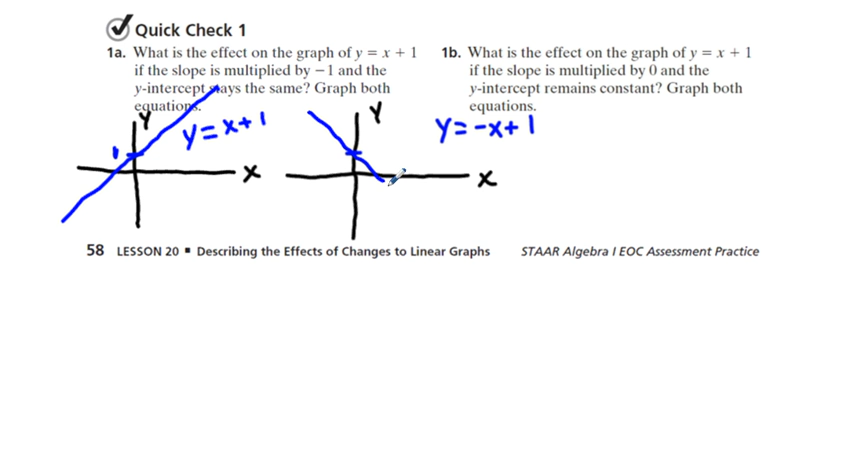 Quick Check 1
1a. What is the effect on the graph of y = x + 1
if the slope is multiplied by −1 and the
y-intercept stays the same? Graph both
equations.
1b. What is the effect on the graph of y = x + 1
if the slope is multiplied by 0 and the
y-intercept remains constant? Graph both
equations.
Y
1
y=x+1
X
Y
y=-x+1
X
58 LESSON 20 ▪ Describing the Effects of Changes to Linear Graphs
STAAR Algebra I EOC Assessment Practice